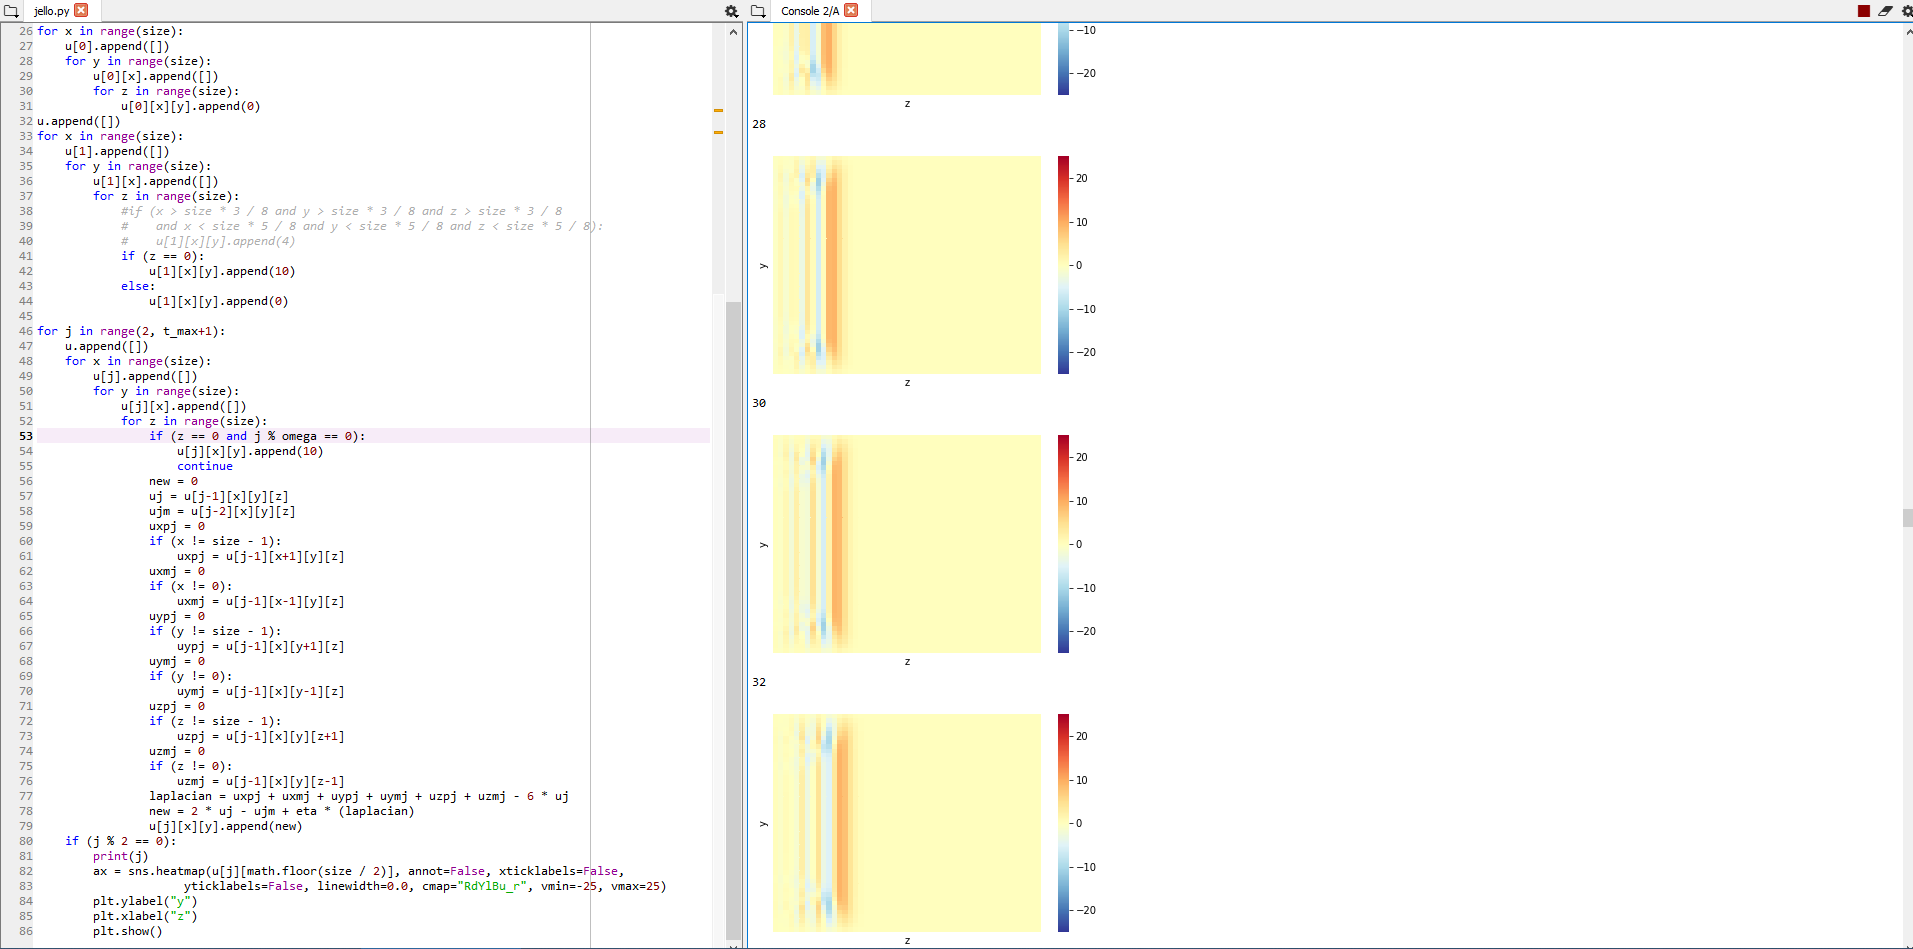 jello.py
26 for x in range(size):
27     u[0].append([])
28     for y in range(size):
29         u[0][x].append([])
30         for z in range(size):
31             u[0][x][y].append(0)
32 u.append([])
33 for x in range(size):
34     u[1].append([])
35     for y in range(size):
36         u[1][x].append([])
37         for z in range(size):
38             #if (x > size * 3 / 8 and y > size * 3 / 8 and z > size * 3 / 8
39             #    and x < size * 5 / 8 and y < size * 5 / 8 and z < size * 5 / 8):
40             #    u[1][x][y].append(4)
41             if (z == 0):
42                 u[1][x][y].append(10)
43             else:
44                 u[1][x][y].append(0)
45
46 for j in range(2, t_max+1):
47     u.append([])
48     for x in range(size):
49         u[j].append([])
50         for y in range(size):
51             u[j][x].append([])
52             for z in range(size):
53                 if (z == 0 and j % omega == 0):
54                     u[j][x][y].append(10)
55                     continue
56                 new = 0
57                 uj = u[j-1][x][y][z]
58                 ujm = u[j-2][x][y][z]
59                 uxpj = 0
60                 if (x != size - 1):
61                     uxpj = u[j-1][x+1][y][z]
62                 uxmj = 0
63                 if (x != 0):
64                     uxmj = u[j-1][x-1][y][z]
65                 uypj = 0
66                 if (y != size - 1):
67                     uypj = u[j-1][x][y+1][z]
68                 uymj = 0
69                 if (y != 0):
70                     uymj = u[j-1][x][y-1][z]
71                 uzpj = 0
72                 if (z != size - 1):
73                     uzpj = u[j-1][x][y][z+1]
74                 uzmj = 0
75                 if (z != 0):
76                     uzmj = u[j-1][x][y][z-1]
77                 laplacian = uxpj + uxmj + uypj + uymj + uzpj + uzmj - 6 * uj
78                 new = 2 * uj - ujm + eta * (laplacian)
79                 u[j][x][y].append(new)
80     if (j % 2 == 0):
81         print(j)
82         ax = sns.heatmap(u[j][math.floor(size / 2)], annot=False, xticklabels=False,
83                      yticklabels=False, linewidth=0.0, cmap="RdYlBu_r", vmin=-25, vmax=25)
84         plt.ylabel("y")
85         plt.xlabel("z")
86         plt.show()
Console 2/A
−10
−20
z
28
20
10
0
−10
−20
y
z
30
20
10
0
−10
−20
y
z
32
20
10
0
−10
−20
y
z